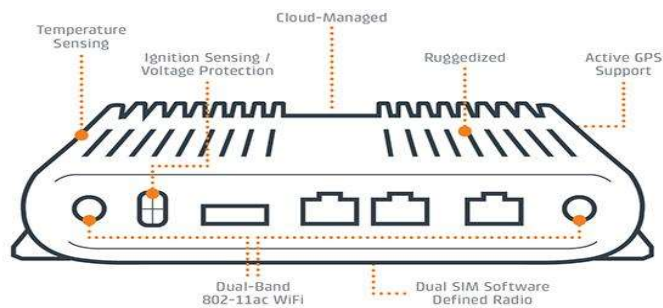 Cloud-Managed
Temperature
Sensing
Ignition Sensing /
Voltage Protection
Ruggedized
Active GPS
Support
Dual-Band
802-11ac WiFi
Dual SIM Software
Defined Radio